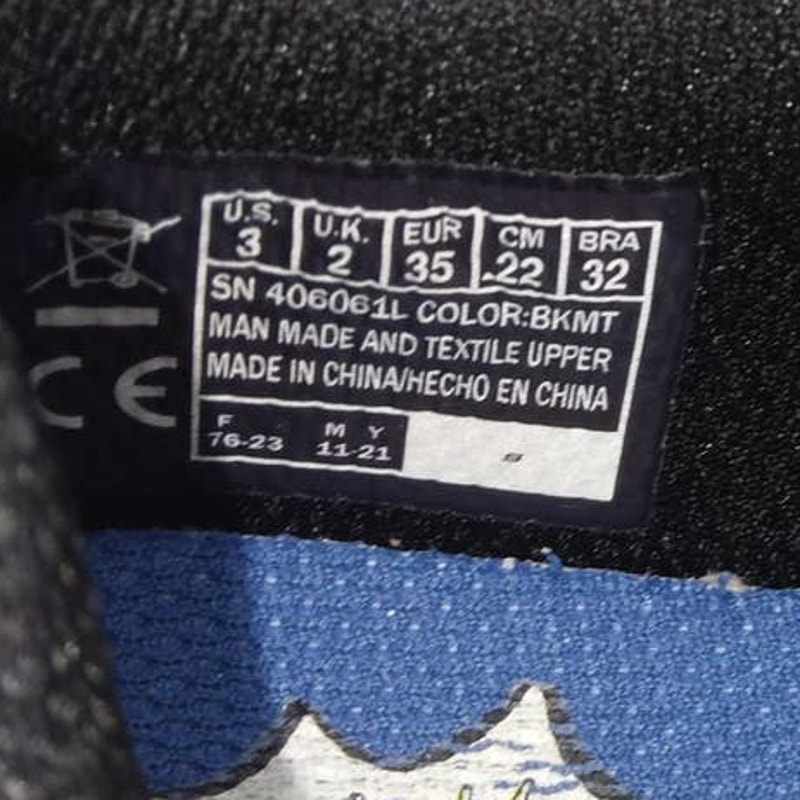 U.S. U.K. EUR CM BRA
3 2 35 22 32
SN 406061L COLOR:BKMT
MAN MADE AND TEXTILE UPPER
MADE IN CHINA/HECHO EN CHINA
F M Y
76-23 11-21
CE